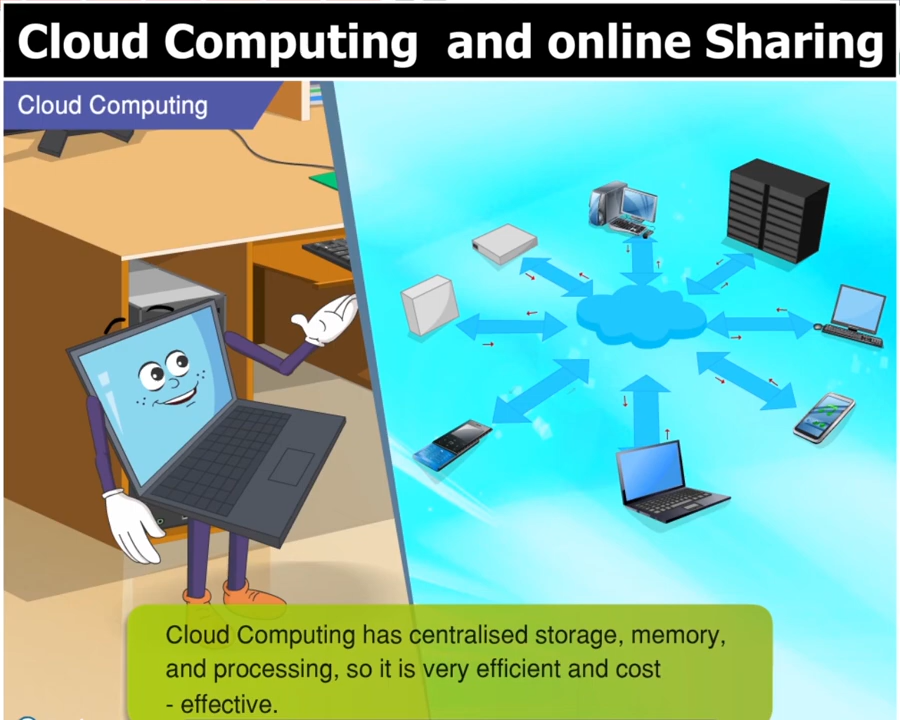 Cloud Computing  and online Sharing
Cloud Computing
Cloud Computing has centralised storage, memory,
and processing, so it is very efficient and cost
- effective.